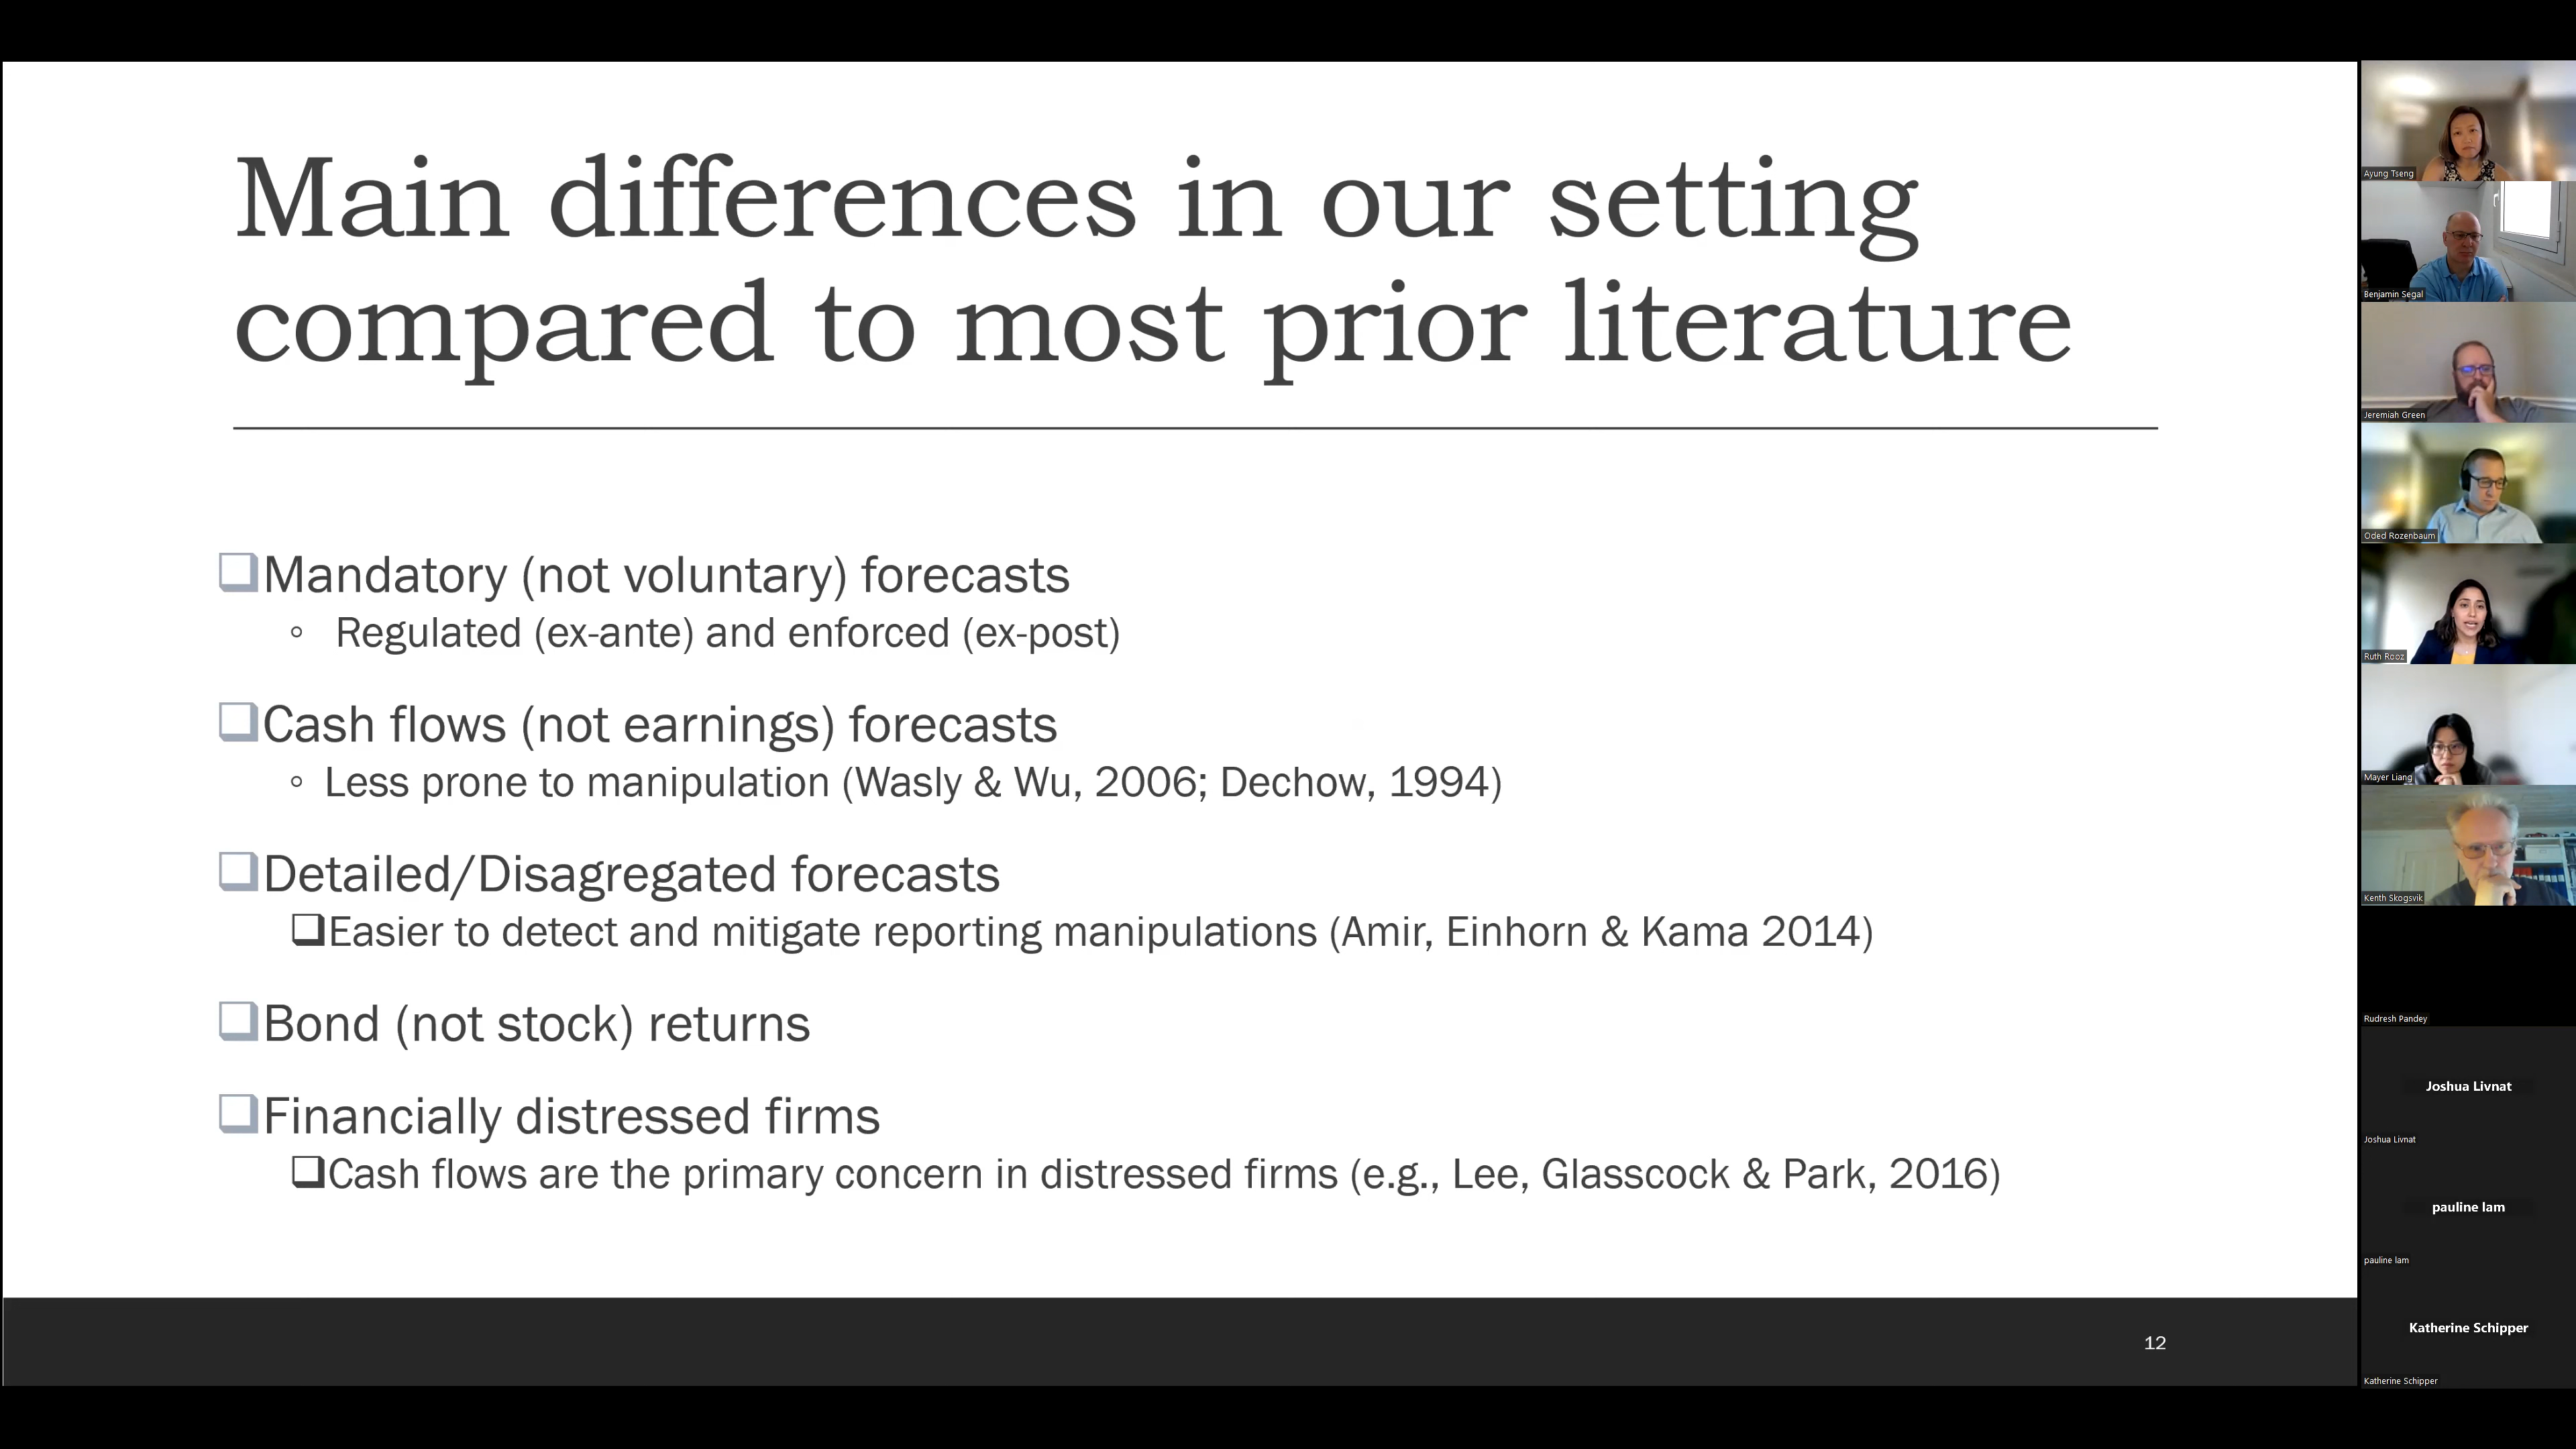 Main differences in our setting
compared to most prior literature
Mandatory (not voluntary) forecasts
Regulated (ex-ante) and enforced (ex-post)
Cash flows (not earnings) forecasts
Less prone to manipulation (Wasly & Wu, 2006; Dechow, 1994)
Detailed/Disagregated forecasts
Easier to detect and mitigate reporting manipulations (Amir, Einhorn & Kama 2014)
Bond (not stock) returns
Financially distressed firms
Cash flows are the primary concern in distressed firms (e.g., Lee, Glasscock & Park, 2016)
12
Ayung Tseng
Benjamin Segal
Jeremiah Green
Oded Rozenbaum
Ruth Rooz
Mayer Liang
Kenth Skogsvik
Rudresh Pandey
Joshua Livnat
Joshua Livnat
pauline lam
pauline lam
Katherine Schipper
Katherine Schipper